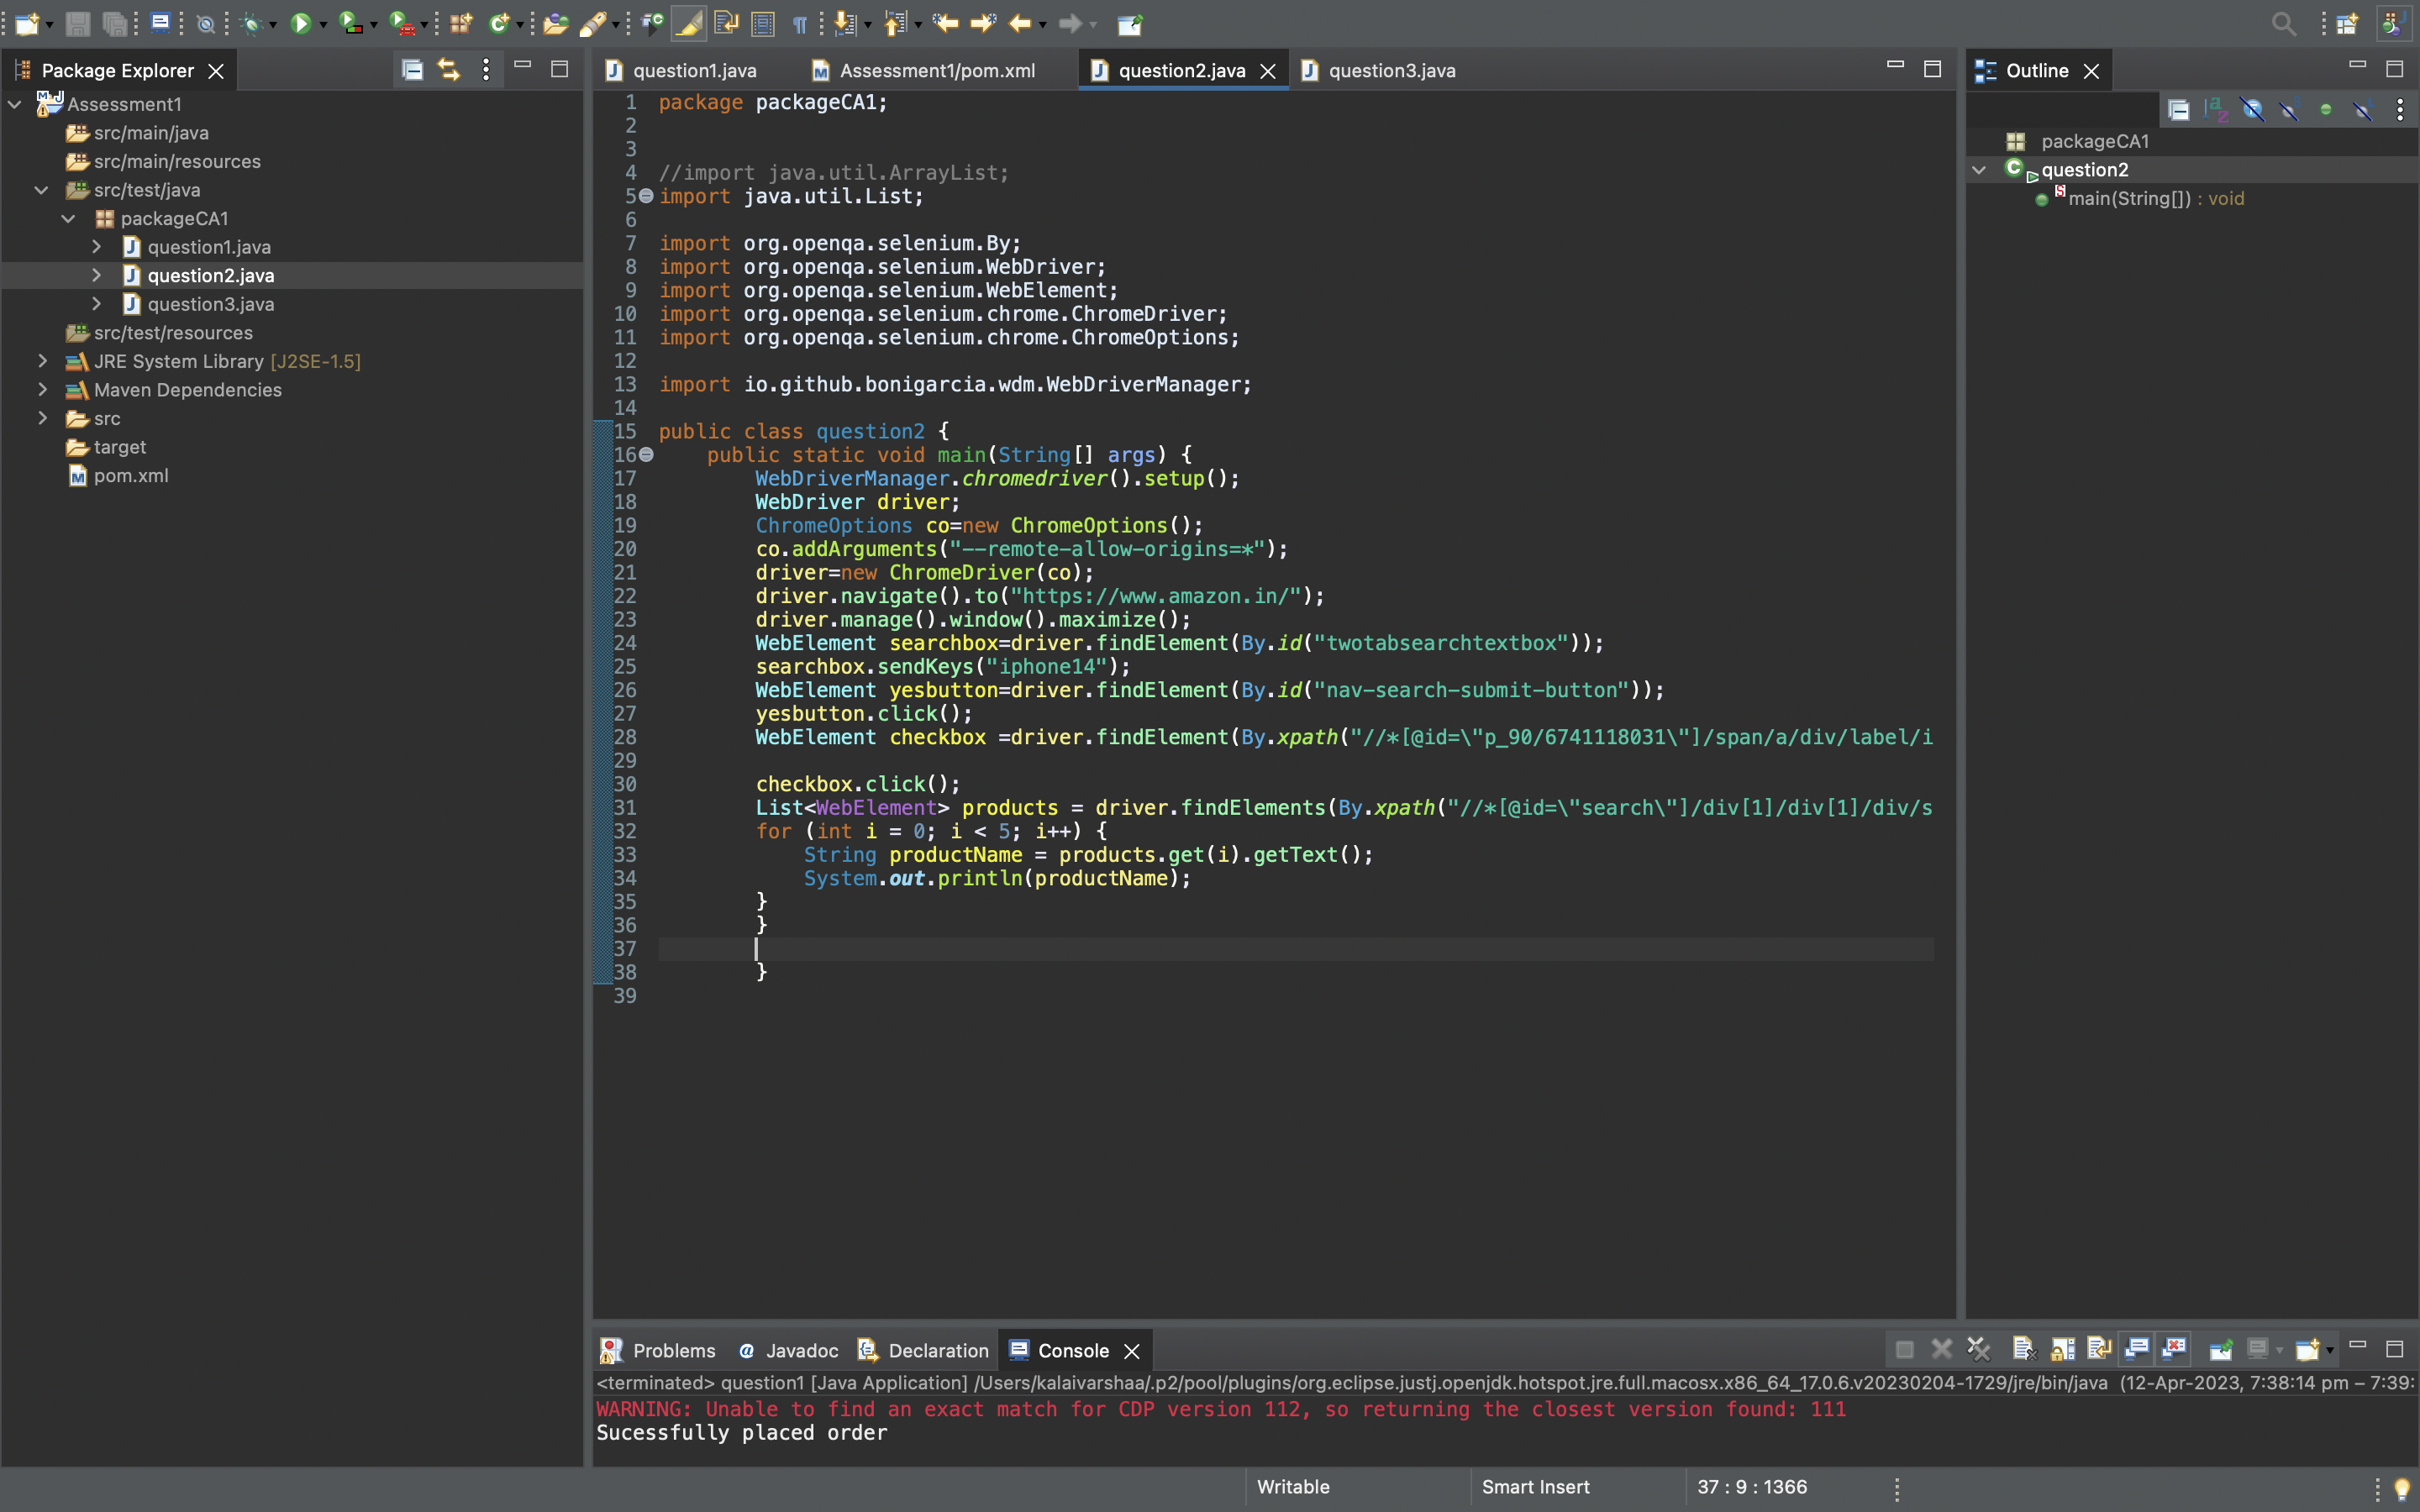 Package Explorer
question1.java
Assessment1/pom.xml
question2.java
question3.java
Outline
Assessment1
src/main/java
src/main/resources
src/test/java
packageCA1
question1.java
question2.java
question3.java
src/test/resources
JRE System Library [J2SE-1.5]
Maven Dependencies
src
target
pom.xml
1 package packageCA1;
2
3
4 //import java.util.ArrayList;
5 import java.util.List;
6
7 import org.openqa.selenium.By;
8 import org.openqa.selenium.WebDriver;
9 import org.openqa.selenium.WebElement;
10 import org.openqa.selenium.chrome.ChromeDriver;
11 import org.openqa.selenium.chrome.ChromeOptions;
12
13 import io.github.bonigarcia.wdm.WebDriverManager;
14
15 public class question2 {
16 public static void main(String[] args) {
17 WebDriverManager.chromedriver().setup();
18 WebDriver driver;
19 ChromeOptions co=new ChromeOptions();
20 co.addArguments("--remote-allow-origins=*");
21 driver=new ChromeDriver(co);
22 driver.navigate().to("https://www.amazon.in/");
23 driver.manage().window().maximize();
24 WebElement searchbox=driver.findElement(By.id("twotabsearchtextbox"));
25 searchbox.sendKeys("iphone14");
26 WebElement yesbutton=driver.findElement(By.id("nav-search-submit-button"));
27 yesbutton.click();
28 WebElement checkbox =driver.findElement(By.xpath("//*[@id=\"p_90/6741118031\"]/span/a/div/label/i
29
30 checkbox.click();
31 List<WebElement> products = driver.findElements(By.xpath("//*[@id=\"search\"]/div[1]/div[1]/div/s
32 for (int i = 0; i < 5; i++) {
33 String productName = products.get(i).getText();
34 System.out.println(productName);
35 }
36 }
37
38 }
39
packageCA1
question2
main(String[]) : void
Problems
Javadoc
Declaration
Console
<terminated> question1 [Java Application] /Users/kalaivarshaa/.p2/pool/plugins/org.eclipse.justj.openjdk.hotspot.jre.full.macosx.x86_64_17.0.6.v20230204-1729/jre/bin/java (12-Apr-2023, 7:38:14 pm – 7:39:
WARNING: Unable to find an exact match for CDP version 112, so returning the closest version found: 111
Sucessfully placed order
Writable
Smart Insert
37 : 9 : 1366